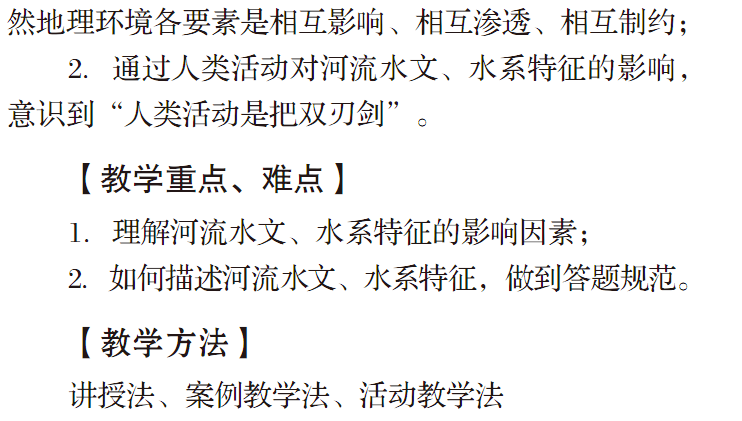 然地理环境各要素是相互影响、相互渗透、相互制约；
2. 通过人类活动对河流水文、水系特征的影响，
意识到“人类活动是把双刃剑”。
【教学重点、难点】
1. 理解河流水文、水系特征的影响因素；
2. 如何描述河流水文、水系特征，做到答题规范。
【教学方法】
讲授法、案例教学法、活动教学法